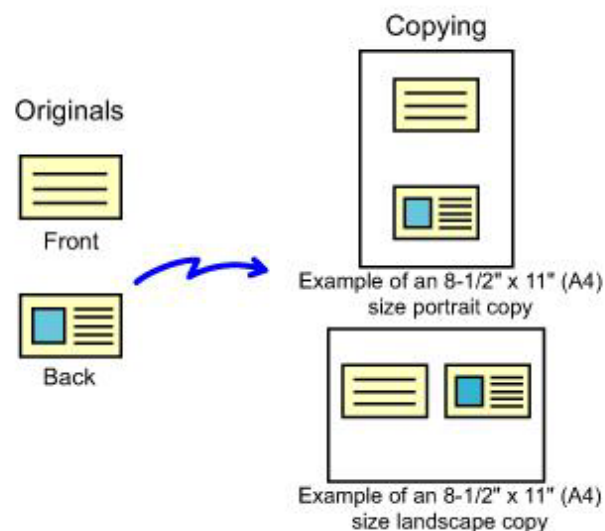 Copying
Originals
Front
Back
Example of an 8-1/2" x 11" (A4)
size portrait copy
Example of an 8-1/2" x 11" (A4)
size landscape copy